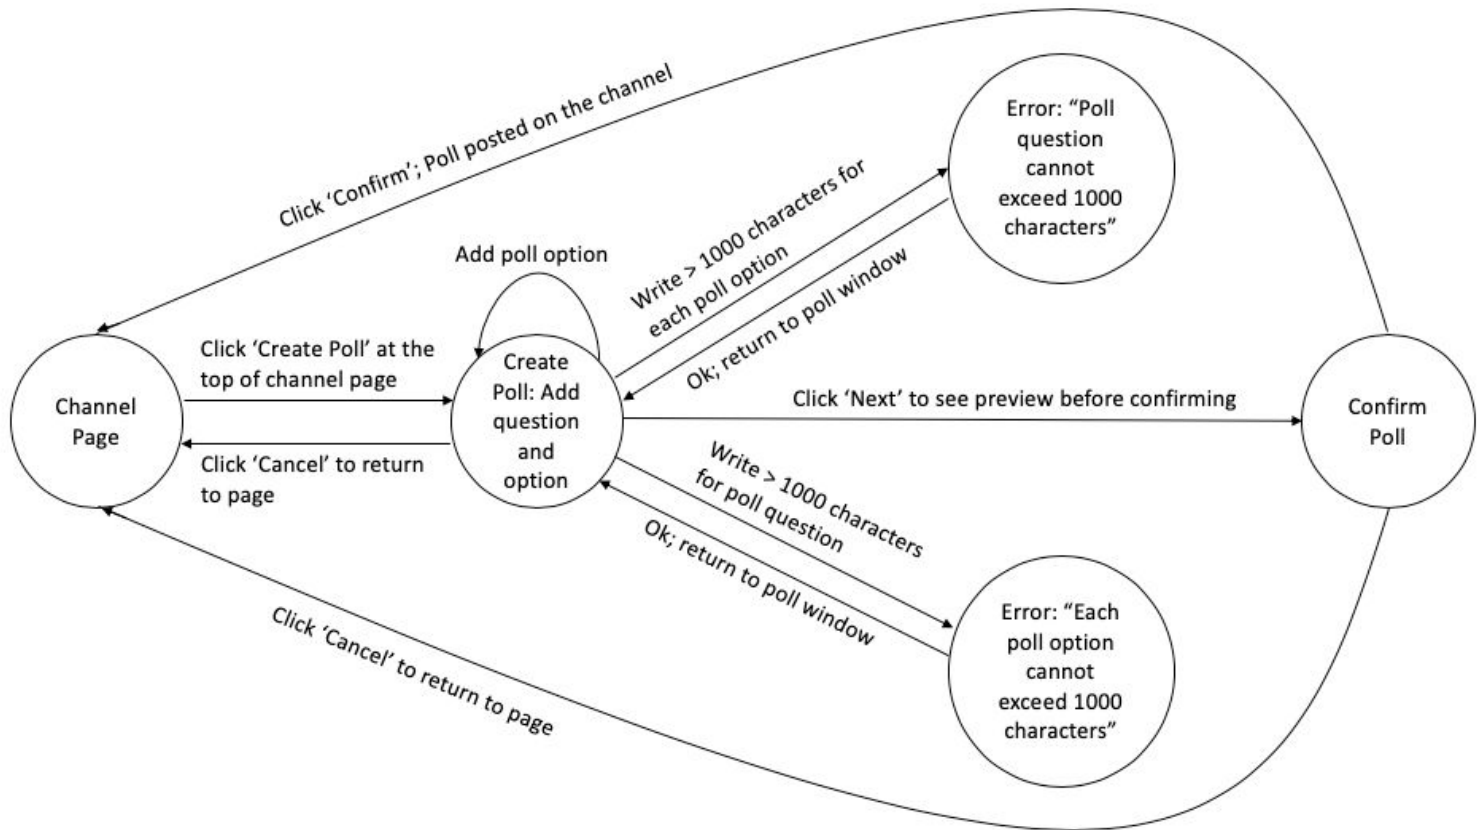 Click ‘Confirm’; Poll posted on the channel
Error: “Poll
question
cannot
exceed 1000
characters”
Write > 1000 characters for
each poll option
Add poll option
Ok; return to poll window
Click ‘Create Poll’ at the
top of channel page
Channel
Page
Create
Poll: Add
question
and
option
Click ‘Next’ to see preview before confirming
Confirm
Poll
Click ‘Cancel’ to return
to page
Write > 1000 characters
for poll question
Ok; return to poll window
Error: “Each
poll option
cannot
exceed 1000
characters”
Click ‘Cancel’ to return to page